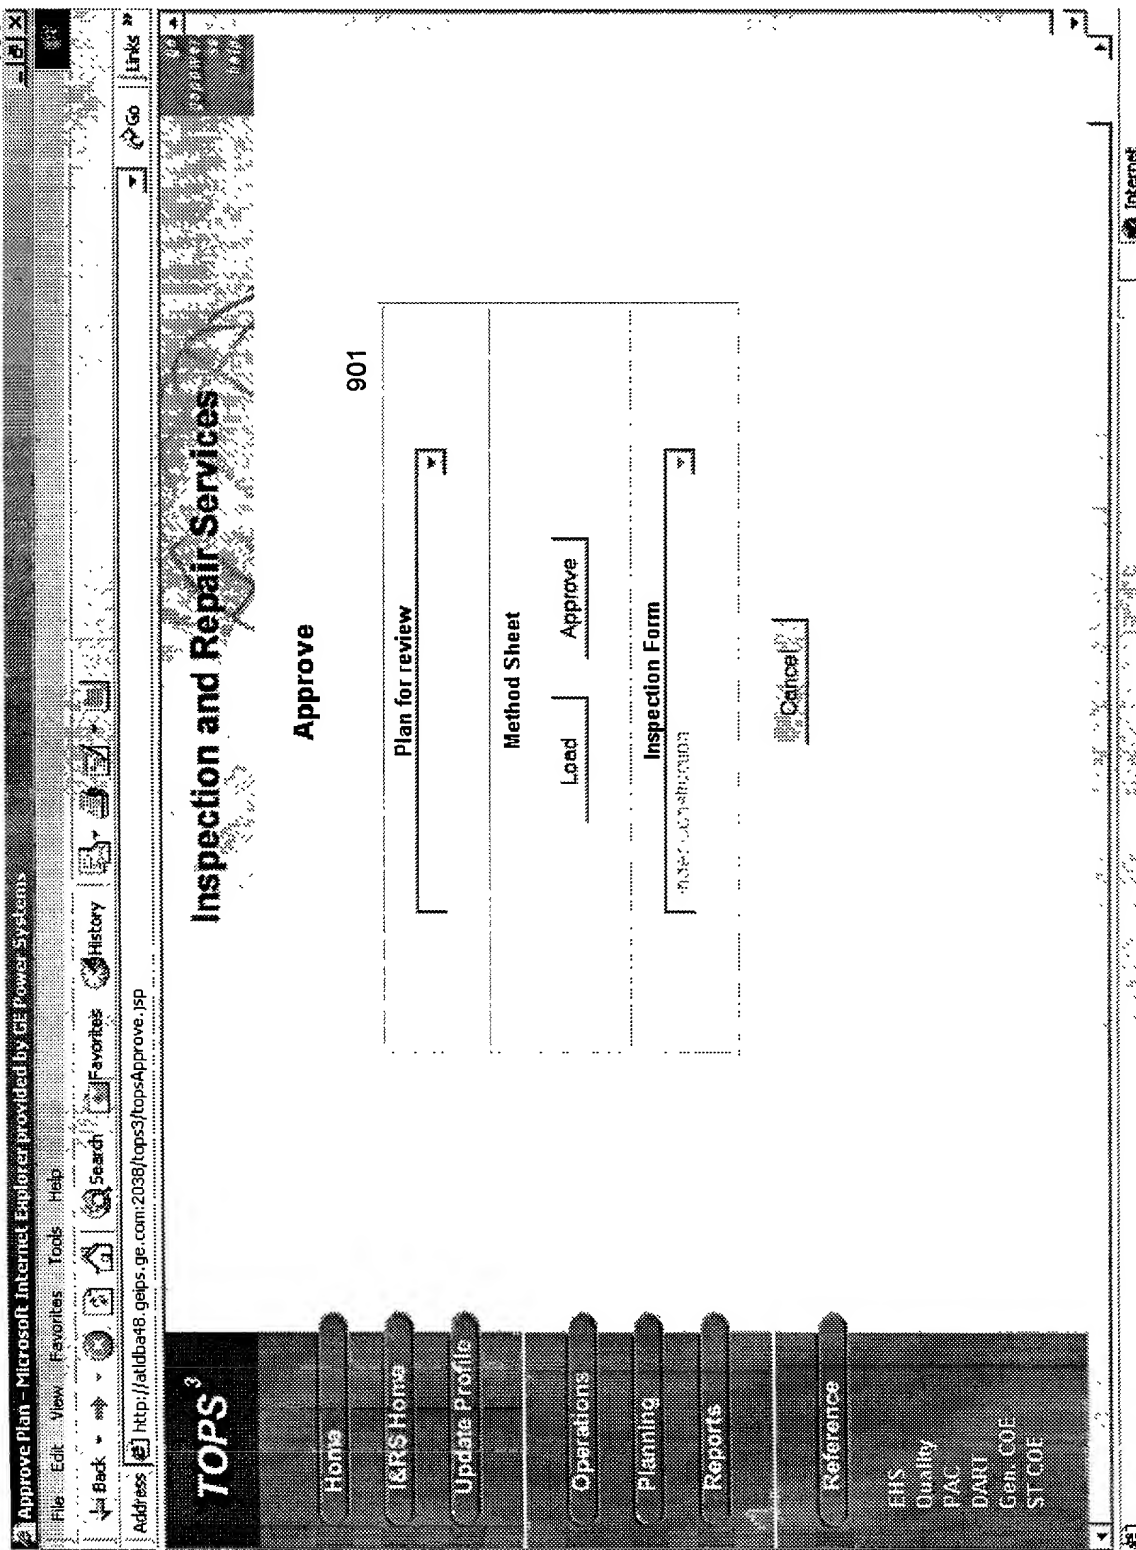 Approve Plan - Microsoft Internet Explorer provided by GE Power Systems
File Edit View Favorites Tools Help
Back Search Favorites History
Address http://atldba48.geips.ge.com:2038/tops3/topsApprove.jsp Go Links »
TOPS3
Inspection and Repair Services
Home
I&RS Home
Update Profile
Operations
Planning
Reports
Reference
EHS
Quality
PAC
DART
Gen. COE
ST COE
Approve
901
Plan for review
Method Sheet
Load Approve
Inspection Form
Cancel
Internet